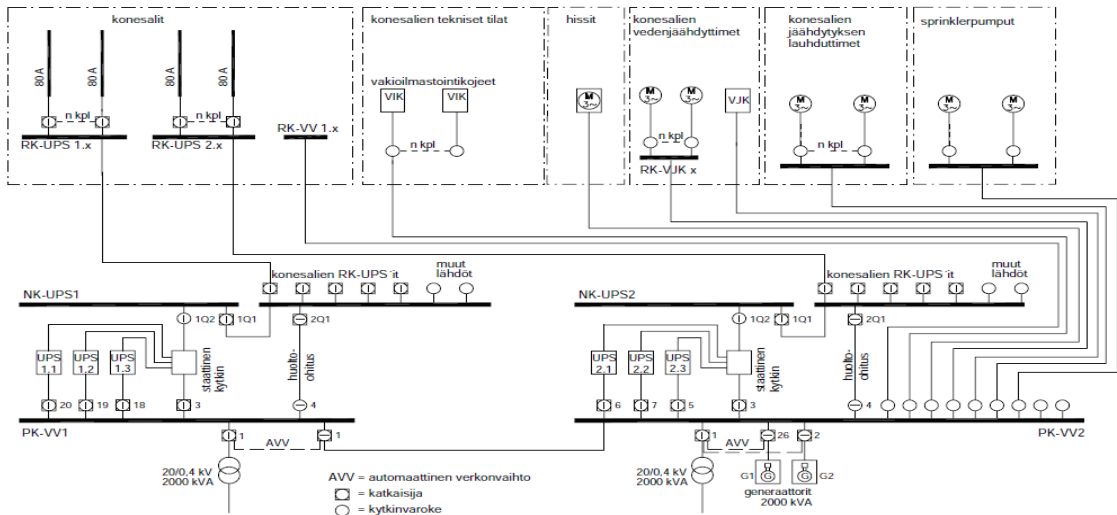 konesalit
konesalien tekniset tilat
hissit
konesalien
vedenjäähdyttimet
konesalien
jäähdytyksen
lauhduttimet
sprinklerpumput
80 A
80 A
80 A
80 A
vakioilmastointikojeet
VIK
VIK
M
3~
M
3~
M
3~
VJK
M
3~
M
3~
M
3~
M
3~
n kpl
n kpl
n kpl
n kpl
n kpl
RK-UPS 1.x
RK-UPS 2.x
RK-VV 1.x
RK-VJK x
konesalien RK-UPS´it
muut
lähdöt
konesalien RK-UPS´it
muut
lähdöt
NK-UPS1
NK-UPS2
1Q2
1Q1
2Q1
1Q2
1Q1
2Q1
UPS
1.1
UPS
1.2
UPS
1.3
staattinen
kytkin
huolto-
ohitus
UPS
2.1
UPS
2.2
UPS
2.3
staattinen
kytkin
huolto-
ohitus
20
19
18
3
4
6
7
5
3
4
PK-VV1
PK-VV2
1
AVV
1
1
AVV
26
2
20/0,4 kV
2000 kVA
20/0,4 kV
2000 kVA
G1
G
G
G2
generaattorit
2000 kVA
AVV = automaattinen verkonvaihto
= katkaisija
= kytkinvaroke